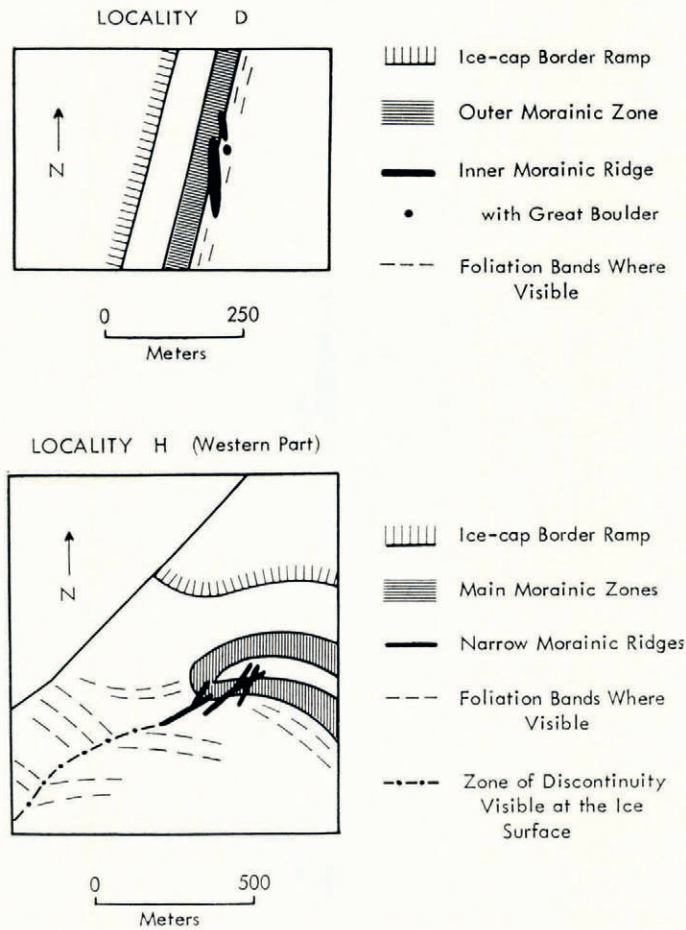 LOCALITY D
N
0 250
Meters
Ice-cap Border Ramp
Outer Morainic Zone
Inner Morainic Ridge
with Great Boulder
Foliation Bands Where
Visible
LOCALITY H (Western Part)
N
0 500
Meters
Ice-cap Border Ramp
Main Morainic Zones
Narrow Morainic Ridges
Foliation Bands Where
Visible
Zone of Discontinuity
Visible at the Ice
Surface